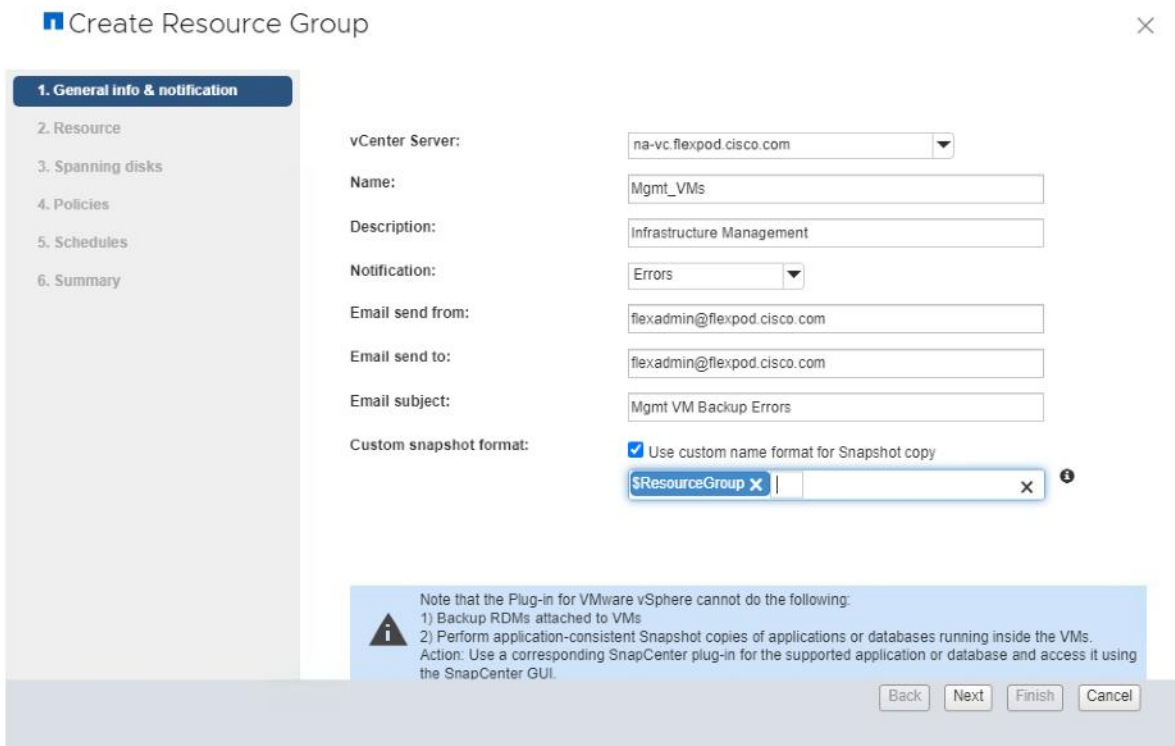 Create Resource Group
1. General info & notification
2. Resource
3. Spanning disks
4. Policies
5. Schedules
6. Summary
vCenter Server: na-vc.flexpod.cisco.com
Name: Mgmt_VMs
Description: Infrastructure Management
Notification: Errors
Email send from: flexadmin@flexpod.cisco.com
Email send to: flexadmin@flexpod.cisco.com
Email subject: Mgmt VM Backup Errors
Custom snapshot format: Use custom name format for Snapshot copy
$ResourceGroup
Note that the Plug-in for VMware vSphere cannot do the following:
1) Backup RDMs attached to VMs
2) Perform application-consistent Snapshot copies of applications or databases running inside the VMs.
Action: Use a corresponding SnapCenter plug-in for the supported application or database and access it using
the SnapCenter GUI.
Back Next Finish Cancel